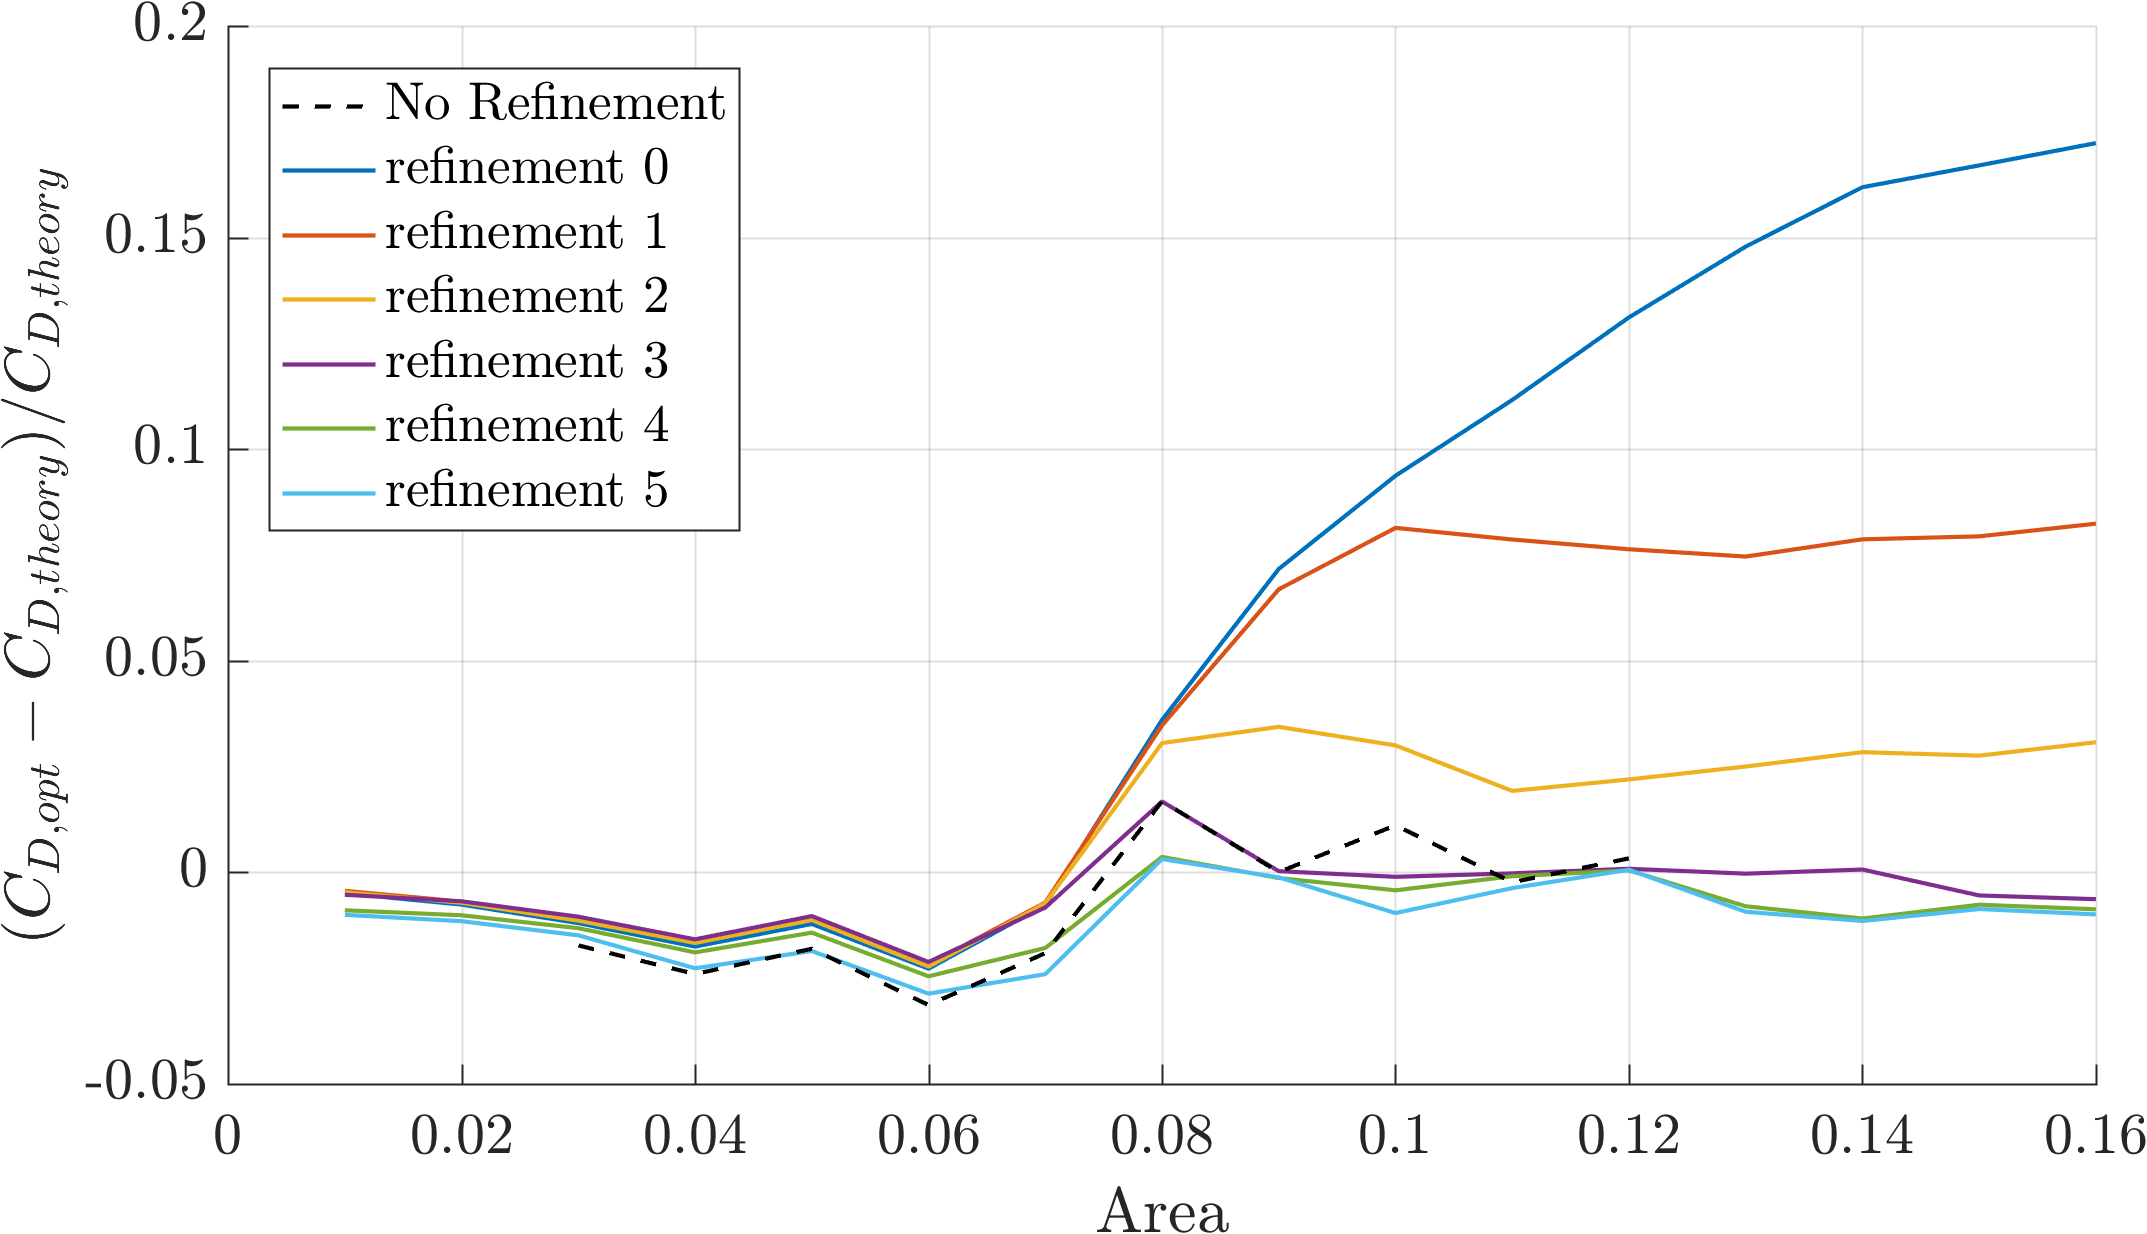 (C_{D,opt} − C_{D,theory})/C_{D,theory}
0.2
0.15
0.1
0.05
0
-0.05
No Refinement
refinement 0
refinement 1
refinement 2
refinement 3
refinement 4
refinement 5
0 0.02 0.04 0.06 0.08 0.1 0.12 0.14 0.16
Area